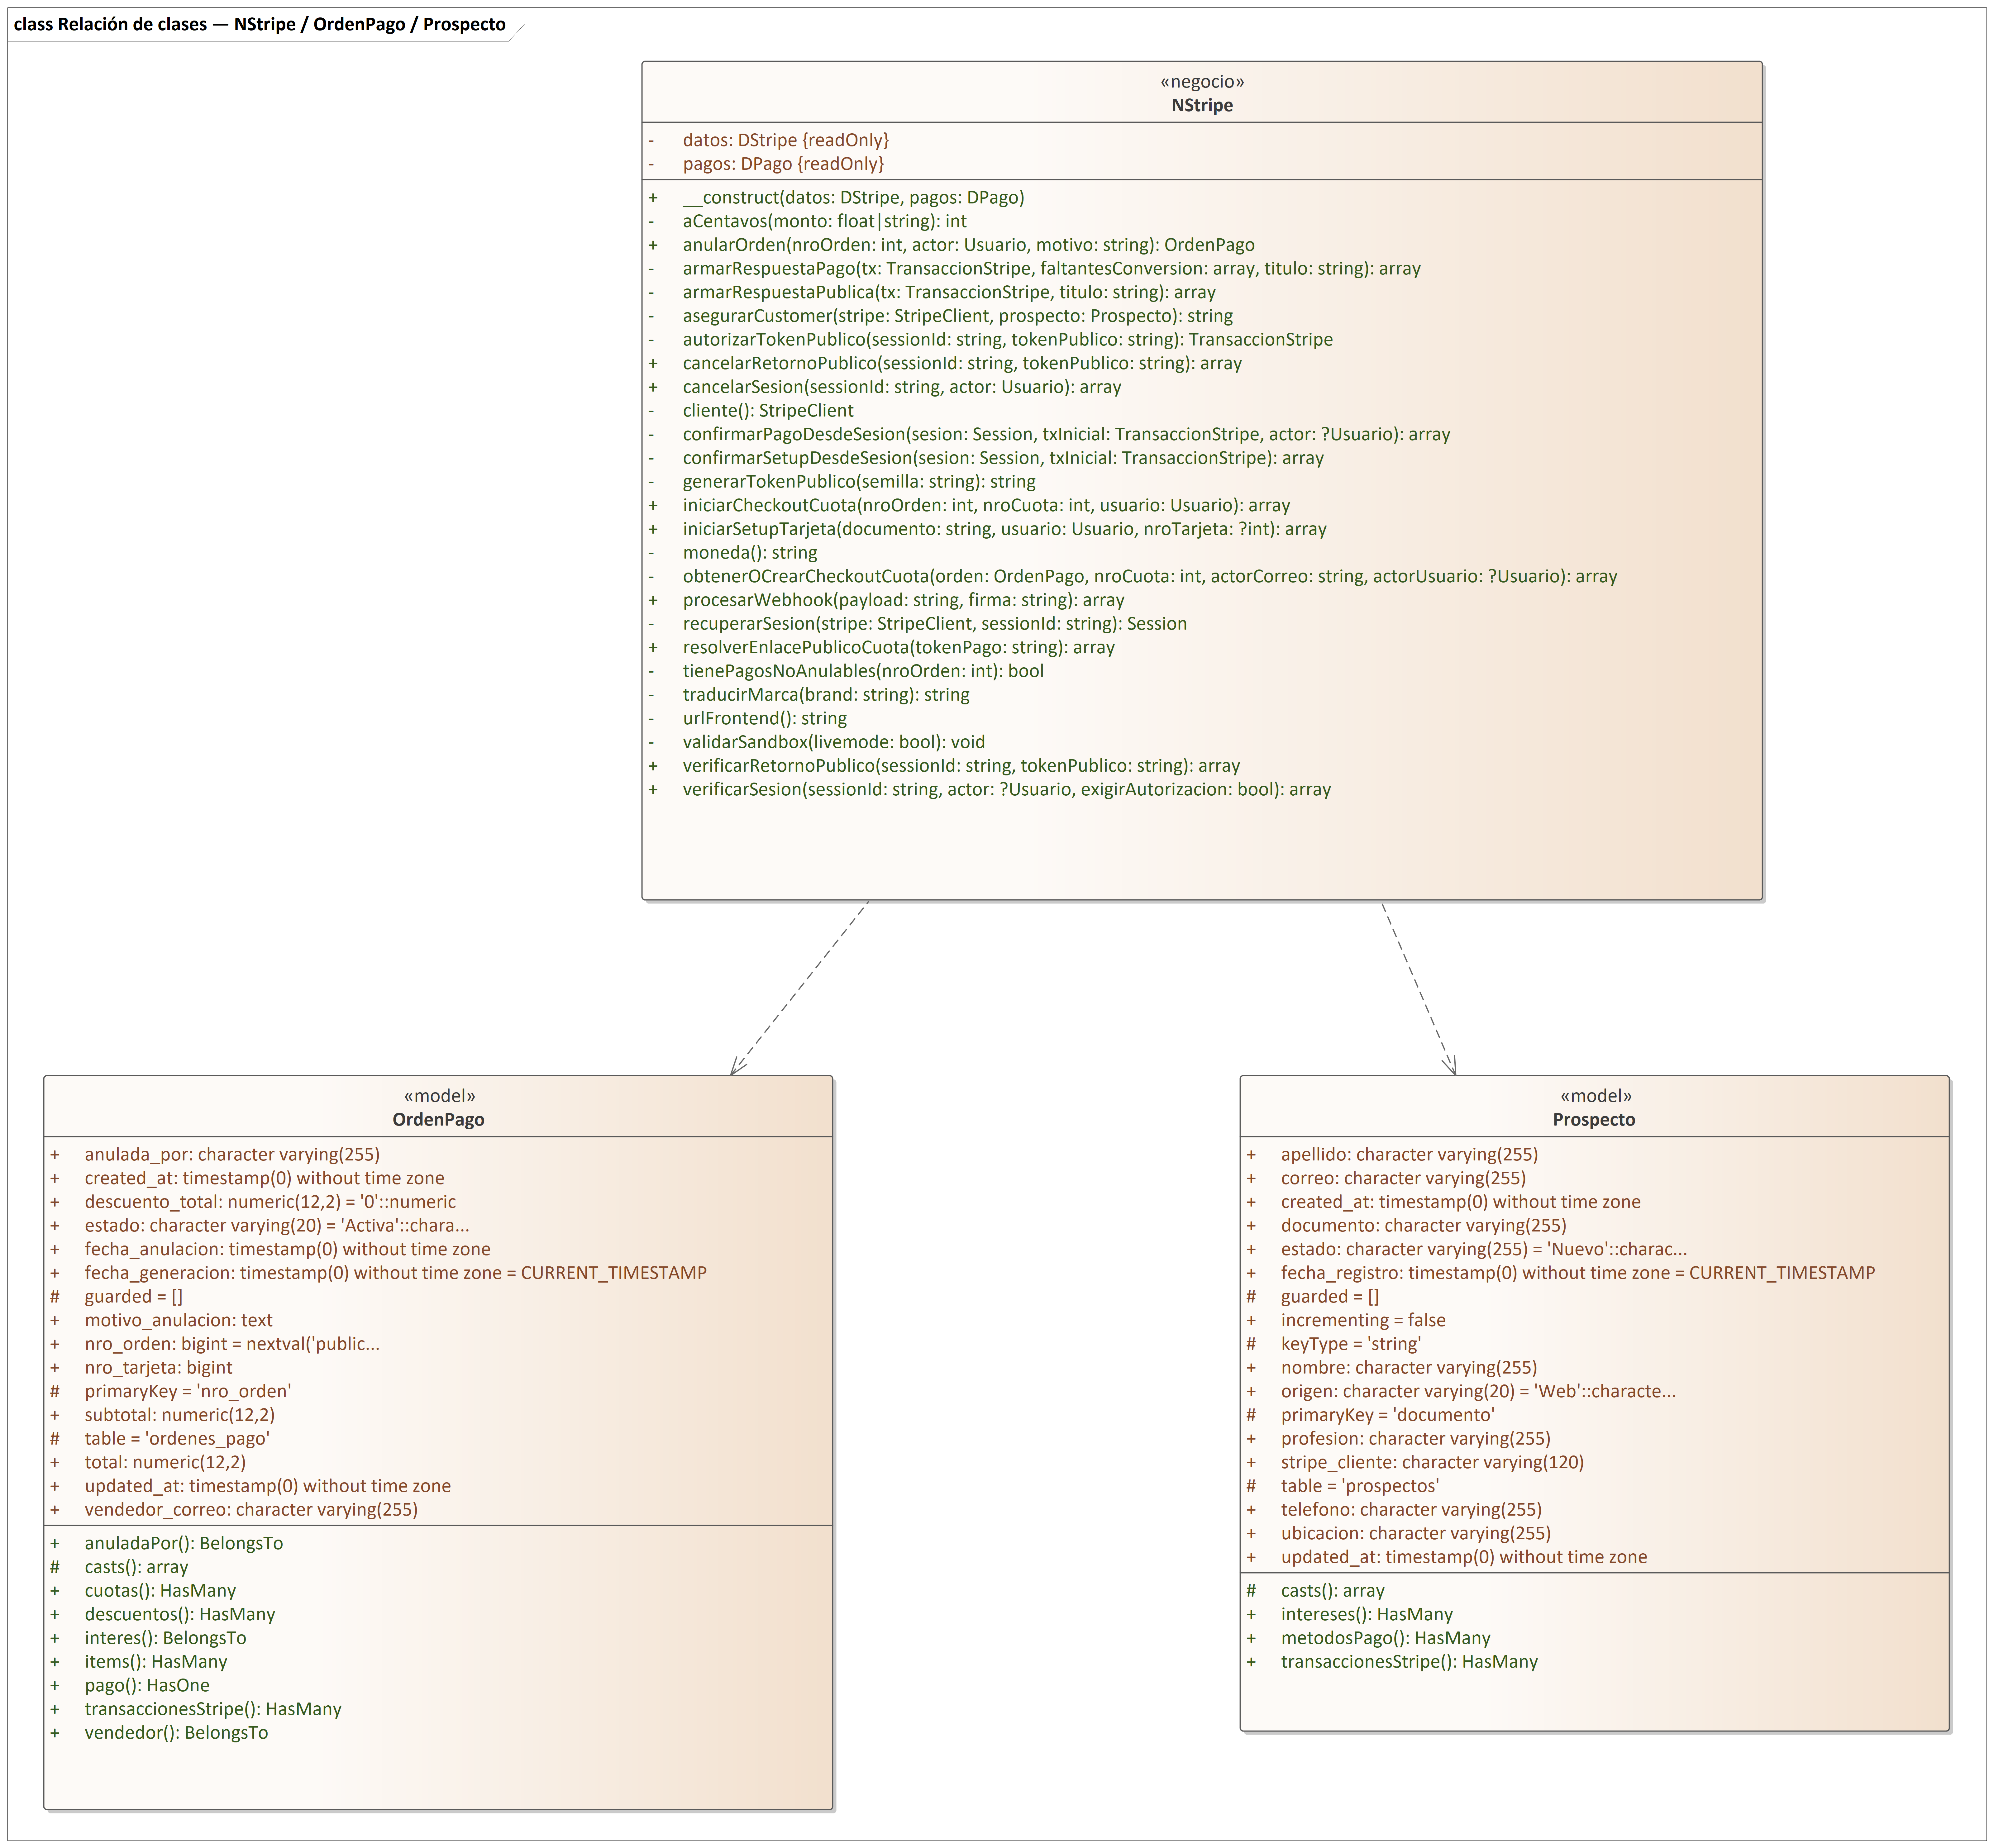 class Relación de clases — NStripe / OrdenPago / Prospecto
«negocio»
NStripe
- datos: DStripe {readOnly}
- pagos: DPago {readOnly}
+ __construct(datos: DStripe, pagos: DPago)
- aCentavos(monto: float|string): int
+ anularOrden(nroOrden: int, actor: Usuario, motivo: string): OrdenPago
- armarRespuestaPago(tx: TransaccionStripe, faltantesConversion: array, titulo: string): array
- armarRespuestaPublica(tx: TransaccionStripe, titulo: string): array
- asegurarCustomer(stripe: StripeClient, prospecto: Prospecto): string
- autorizarTokenPublico(sessionId: string, tokenPublico: string): TransaccionStripe
+ cancelarRetornoPublico(sessionId: string, tokenPublico: string): array
+ cancelarSesion(sessionId: string, actor: Usuario): array
- cliente(): StripeClient
- confirmarPagoDesdeSesion(sesion: Session, txInicial: TransaccionStripe, actor: ?Usuario): array
- confirmarSetupDesdeSesion(sesion: Session, txInicial: TransaccionStripe): array
- generarTokenPublico(semilla: string): string
+ iniciarCheckoutCuota(nroOrden: int, nroCuota: int, usuario: Usuario): array
+ iniciarSetupTarjeta(documento: string, usuario: Usuario, nroTarjeta: ?int): array
- moneda(): string
- obtenerOCrearCheckoutCuota(orden: OrdenPago, nroCuota: int, actorCorreo: string, actorUsuario: ?Usuario): array
+ procesarWebhook(payload: string, firma: string): array
- recuperarSesion(stripe: StripeClient, sessionId: string): Session
+ resolverEnlacePublicoCuota(tokenPago: string): array
- tienePagosNoAnulables(nroOrden: int): bool
- traducirMarca(brand: string): string
- urlFrontend(): string
- validarSandbox(livemode: bool): void
+ verificarRetornoPublico(sessionId: string, tokenPublico: string): array
+ verificarSesion(sessionId: string, actor: ?Usuario, exigirAutorizacion: bool): array
«model»
OrdenPago
+ anulada_por: character varying(255)
+ created_at: timestamp(0) without time zone
+ descuento_total: numeric(12,2) = '0'::numeric
+ estado: character varying(20) = 'Activa'::chara...
+ fecha_anulacion: timestamp(0) without time zone
+ fecha_generacion: timestamp(0) without time zone = CURRENT_TIMESTAMP
# guarded = []
+ motivo_anulacion: text
+ nro_orden: bigint = nextval('public...
+ nro_tarjeta: bigint
# primaryKey = 'nro_orden'
+ subtotal: numeric(12,2)
# table = 'ordenes_pago'
+ total: numeric(12,2)
+ updated_at: timestamp(0) without time zone
+ vendedor_correo: character varying(255)
+ anuladaPor(): BelongsTo
# casts(): array
+ cuotas(): HasMany
+ descuentos(): HasMany
+ interes(): BelongsTo
+ items(): HasMany
+ pago(): HasOne
+ transaccionesStripe(): HasMany
+ vendedor(): BelongsTo
«model»
Prospecto
+ apellido: character varying(255)
+ correo: character varying(255)
+ created_at: timestamp(0) without time zone
+ documento: character varying(255)
+ estado: character varying(255) = 'Nuevo'::charac...
+ fecha_registro: timestamp(0) without time zone = CURRENT_TIMESTAMP
# guarded = []
+ incrementing = false
# keyType = 'string'
+ nombre: character varying(255)
+ origen: character varying(20) = 'Web'::characte...
# primaryKey = 'documento'
+ profesion: character varying(255)
+ stripe_cliente: character varying(120)
# table = 'prospectos'
+ telefono: character varying(255)
+ ubicacion: character varying(255)
+ updated_at: timestamp(0) without time zone
# casts(): array
+ intereses(): HasMany
+ metodosPago(): HasMany
+ transaccionesStripe(): HasMany